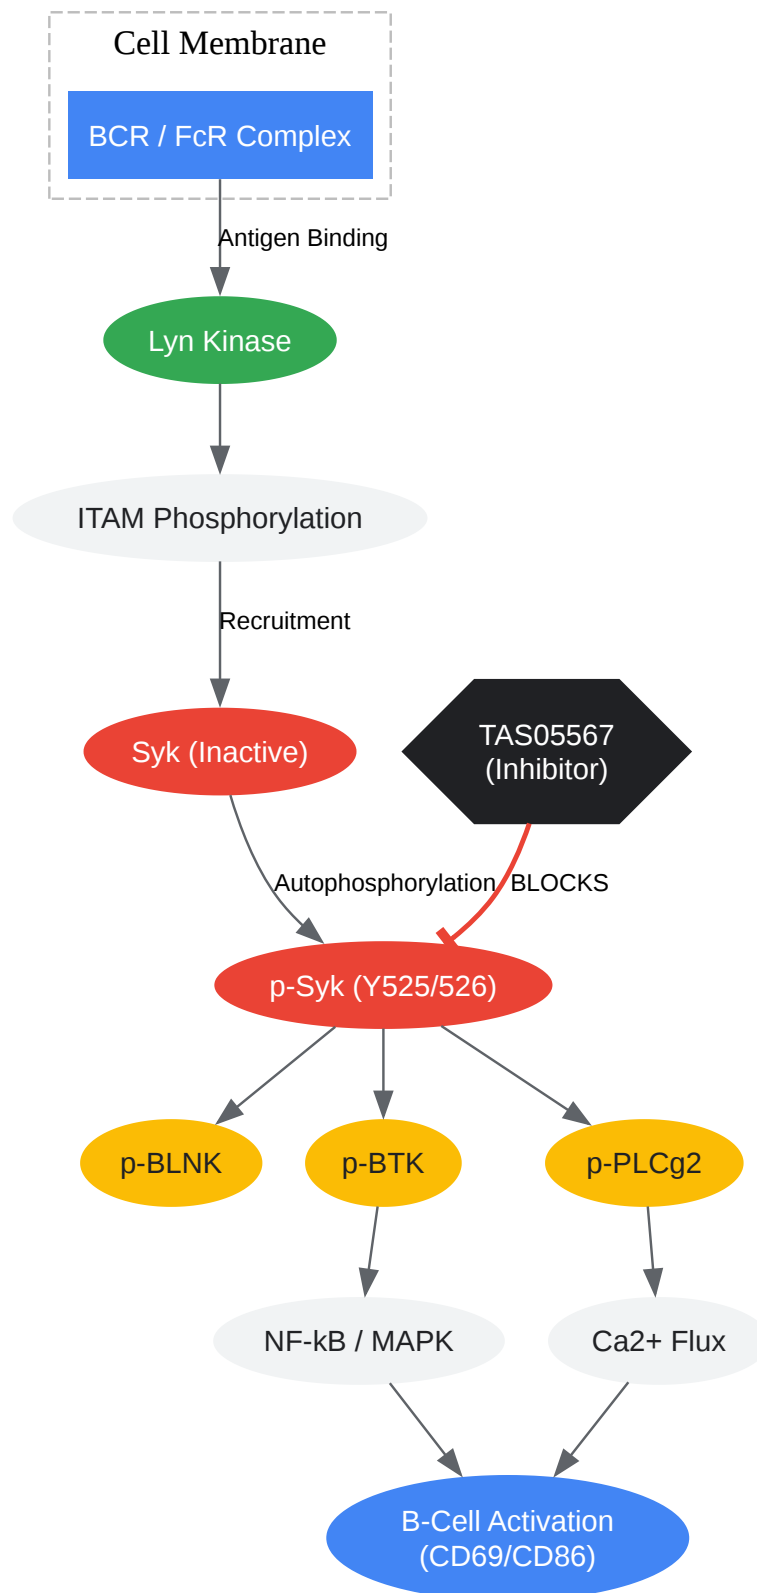 Cell Membrane
BCR / FcR Complex
Antigen Binding
Lyn Kinase
ITAM Phosphorylation
Recruitment
Syk (Inactive)
TAS05567
(Inhibitor)
Autophosphorylation
BLOCKS
p-Syk (Y525/526)
p-BLNK
p-BTK
p-PLCg2
NF-kB / MAPK
Ca2+ Flux
B-Cell Activation
(CD69/CD86)